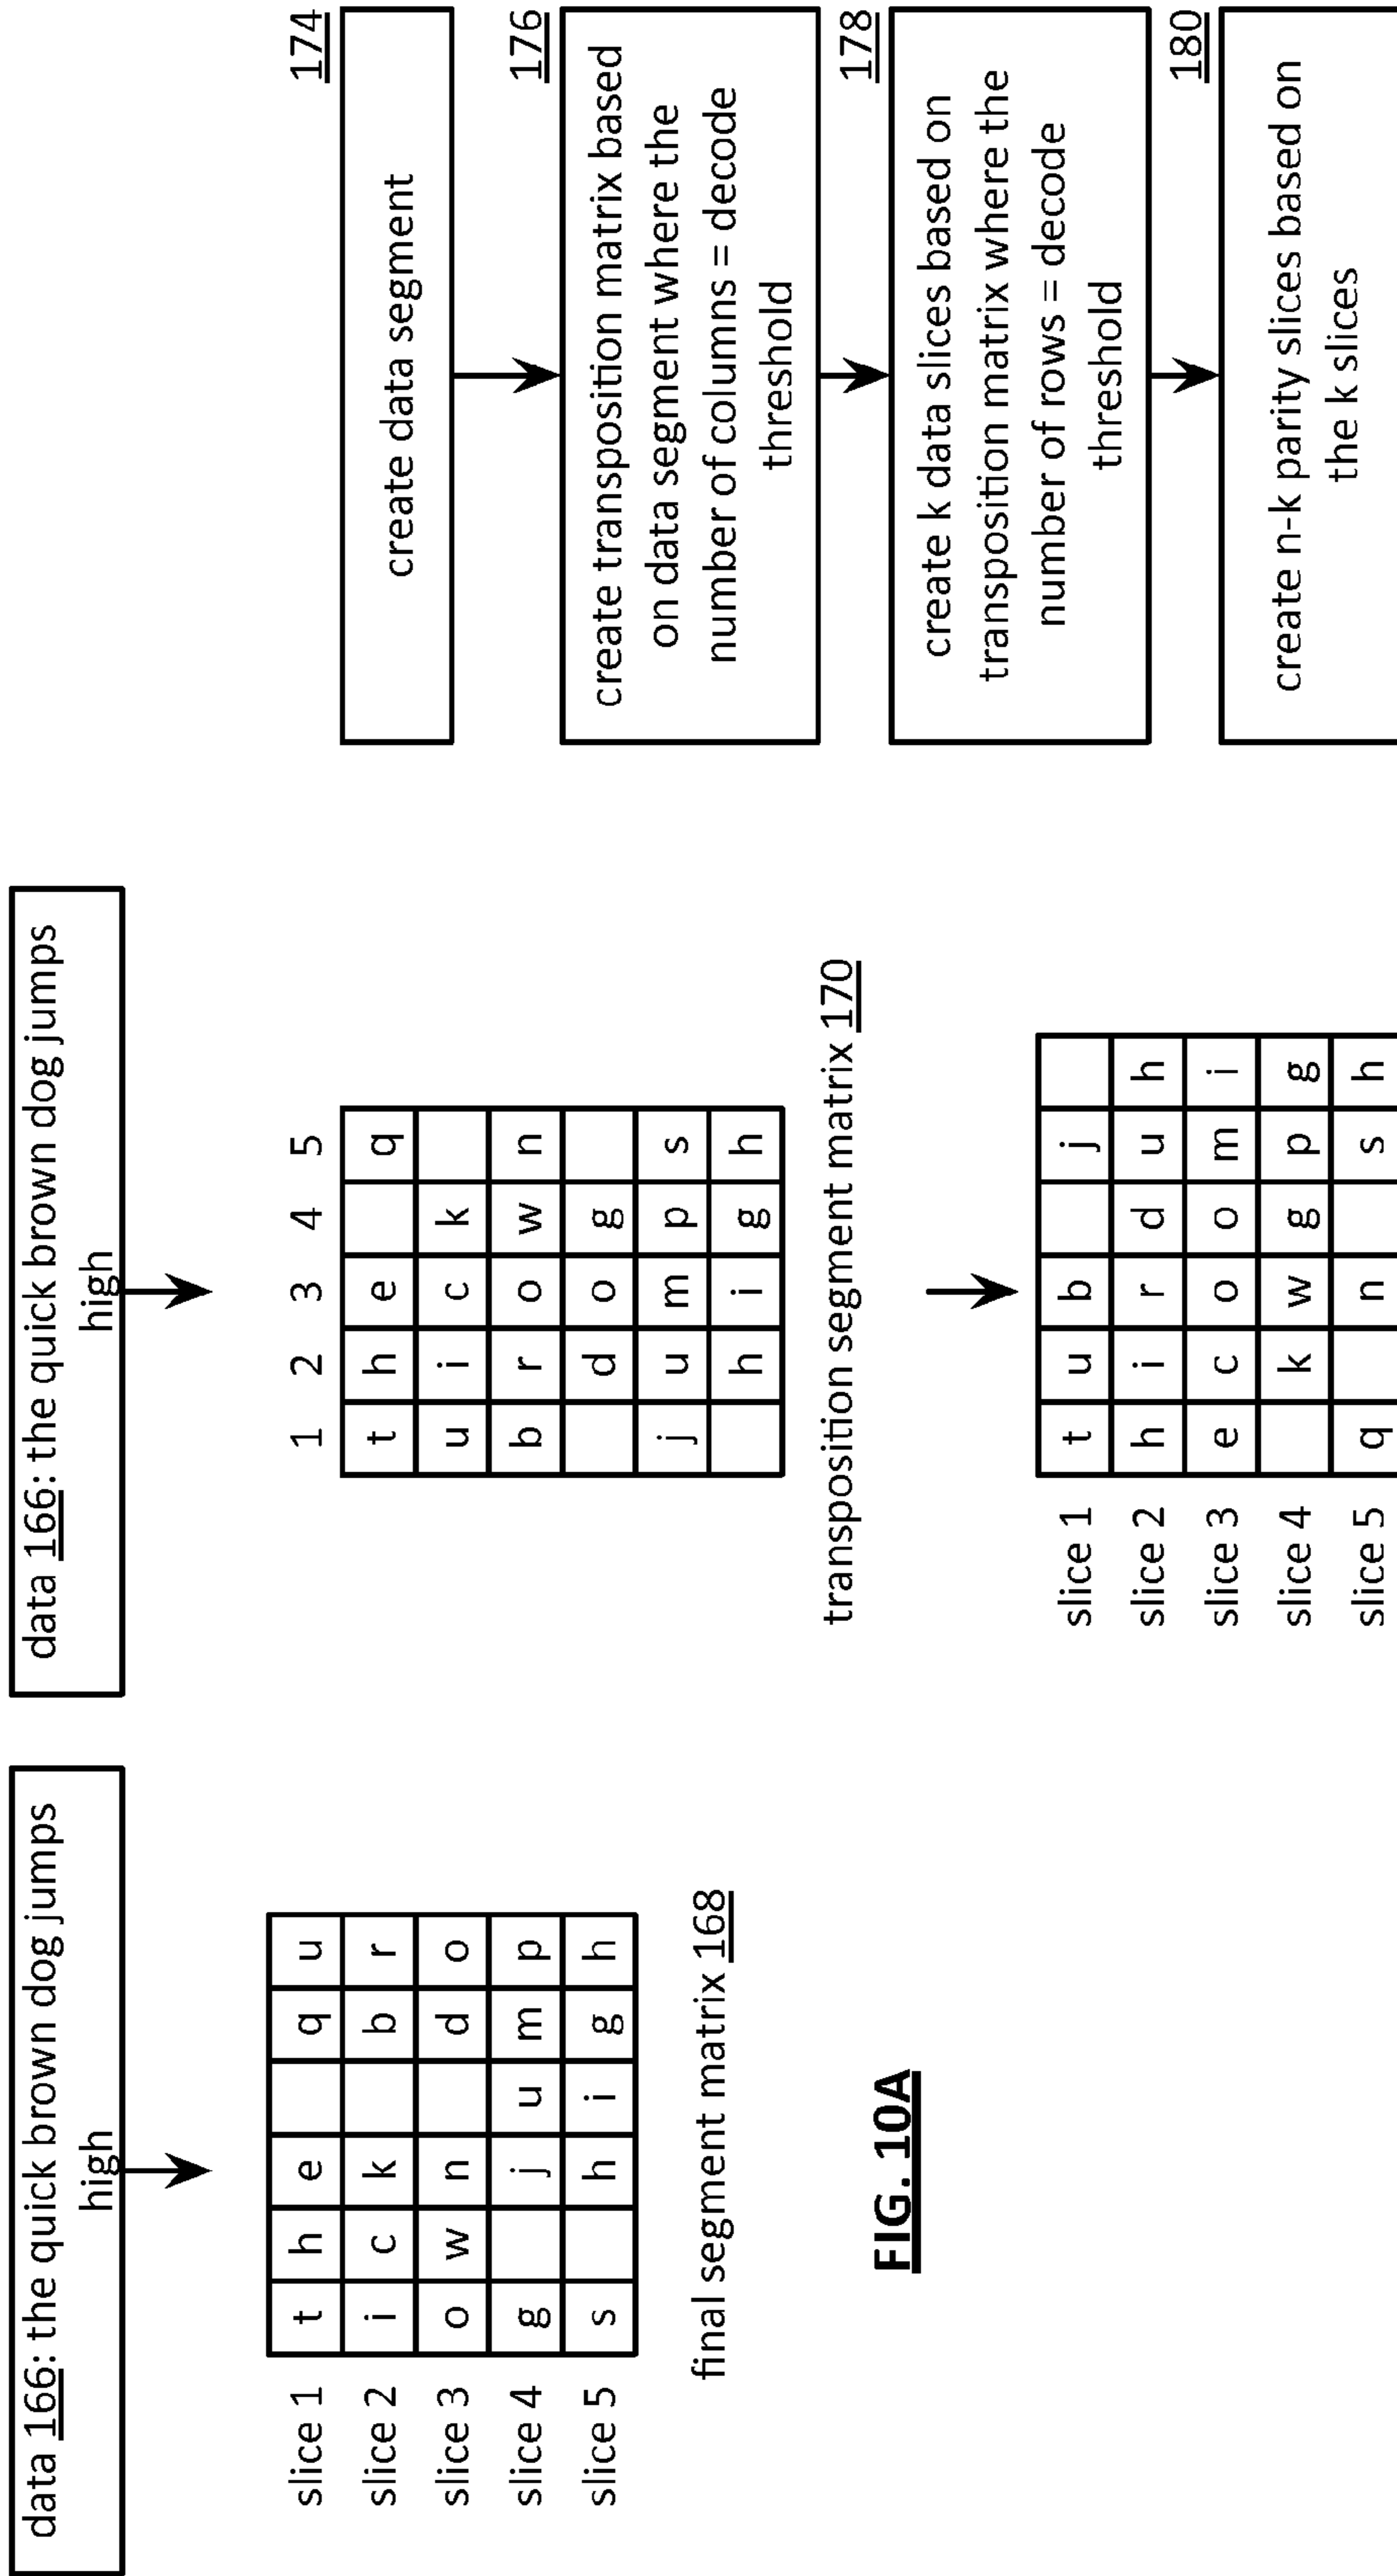 data 166: the quick brown dog jumps
high
slice 1 t h e q u
slice 2 i c k b r
slice 3 o w n d o
slice 4 g j u m p
slice 5 s h i g h
final segment matrix 168
FIG. 10A
data 166: the quick brown dog jumps
high
1 2 3 4 5
t h e q
u i c k
b r o w n
d o g
j u m p s
h i g h
transposition segment matrix 170
slice 1 t u b j
slice 2 h i r d u h
slice 3 e c o o m i
slice 4 k w g p g
slice 5 q n s h
174
create data segment
176
create transposition matrix based
on data segment where the
number of columns = decode
threshold
178
create k data slices based on
transposition matrix where the
number of rows = decode
threshold
180
create n-k parity slices based on
the k slices